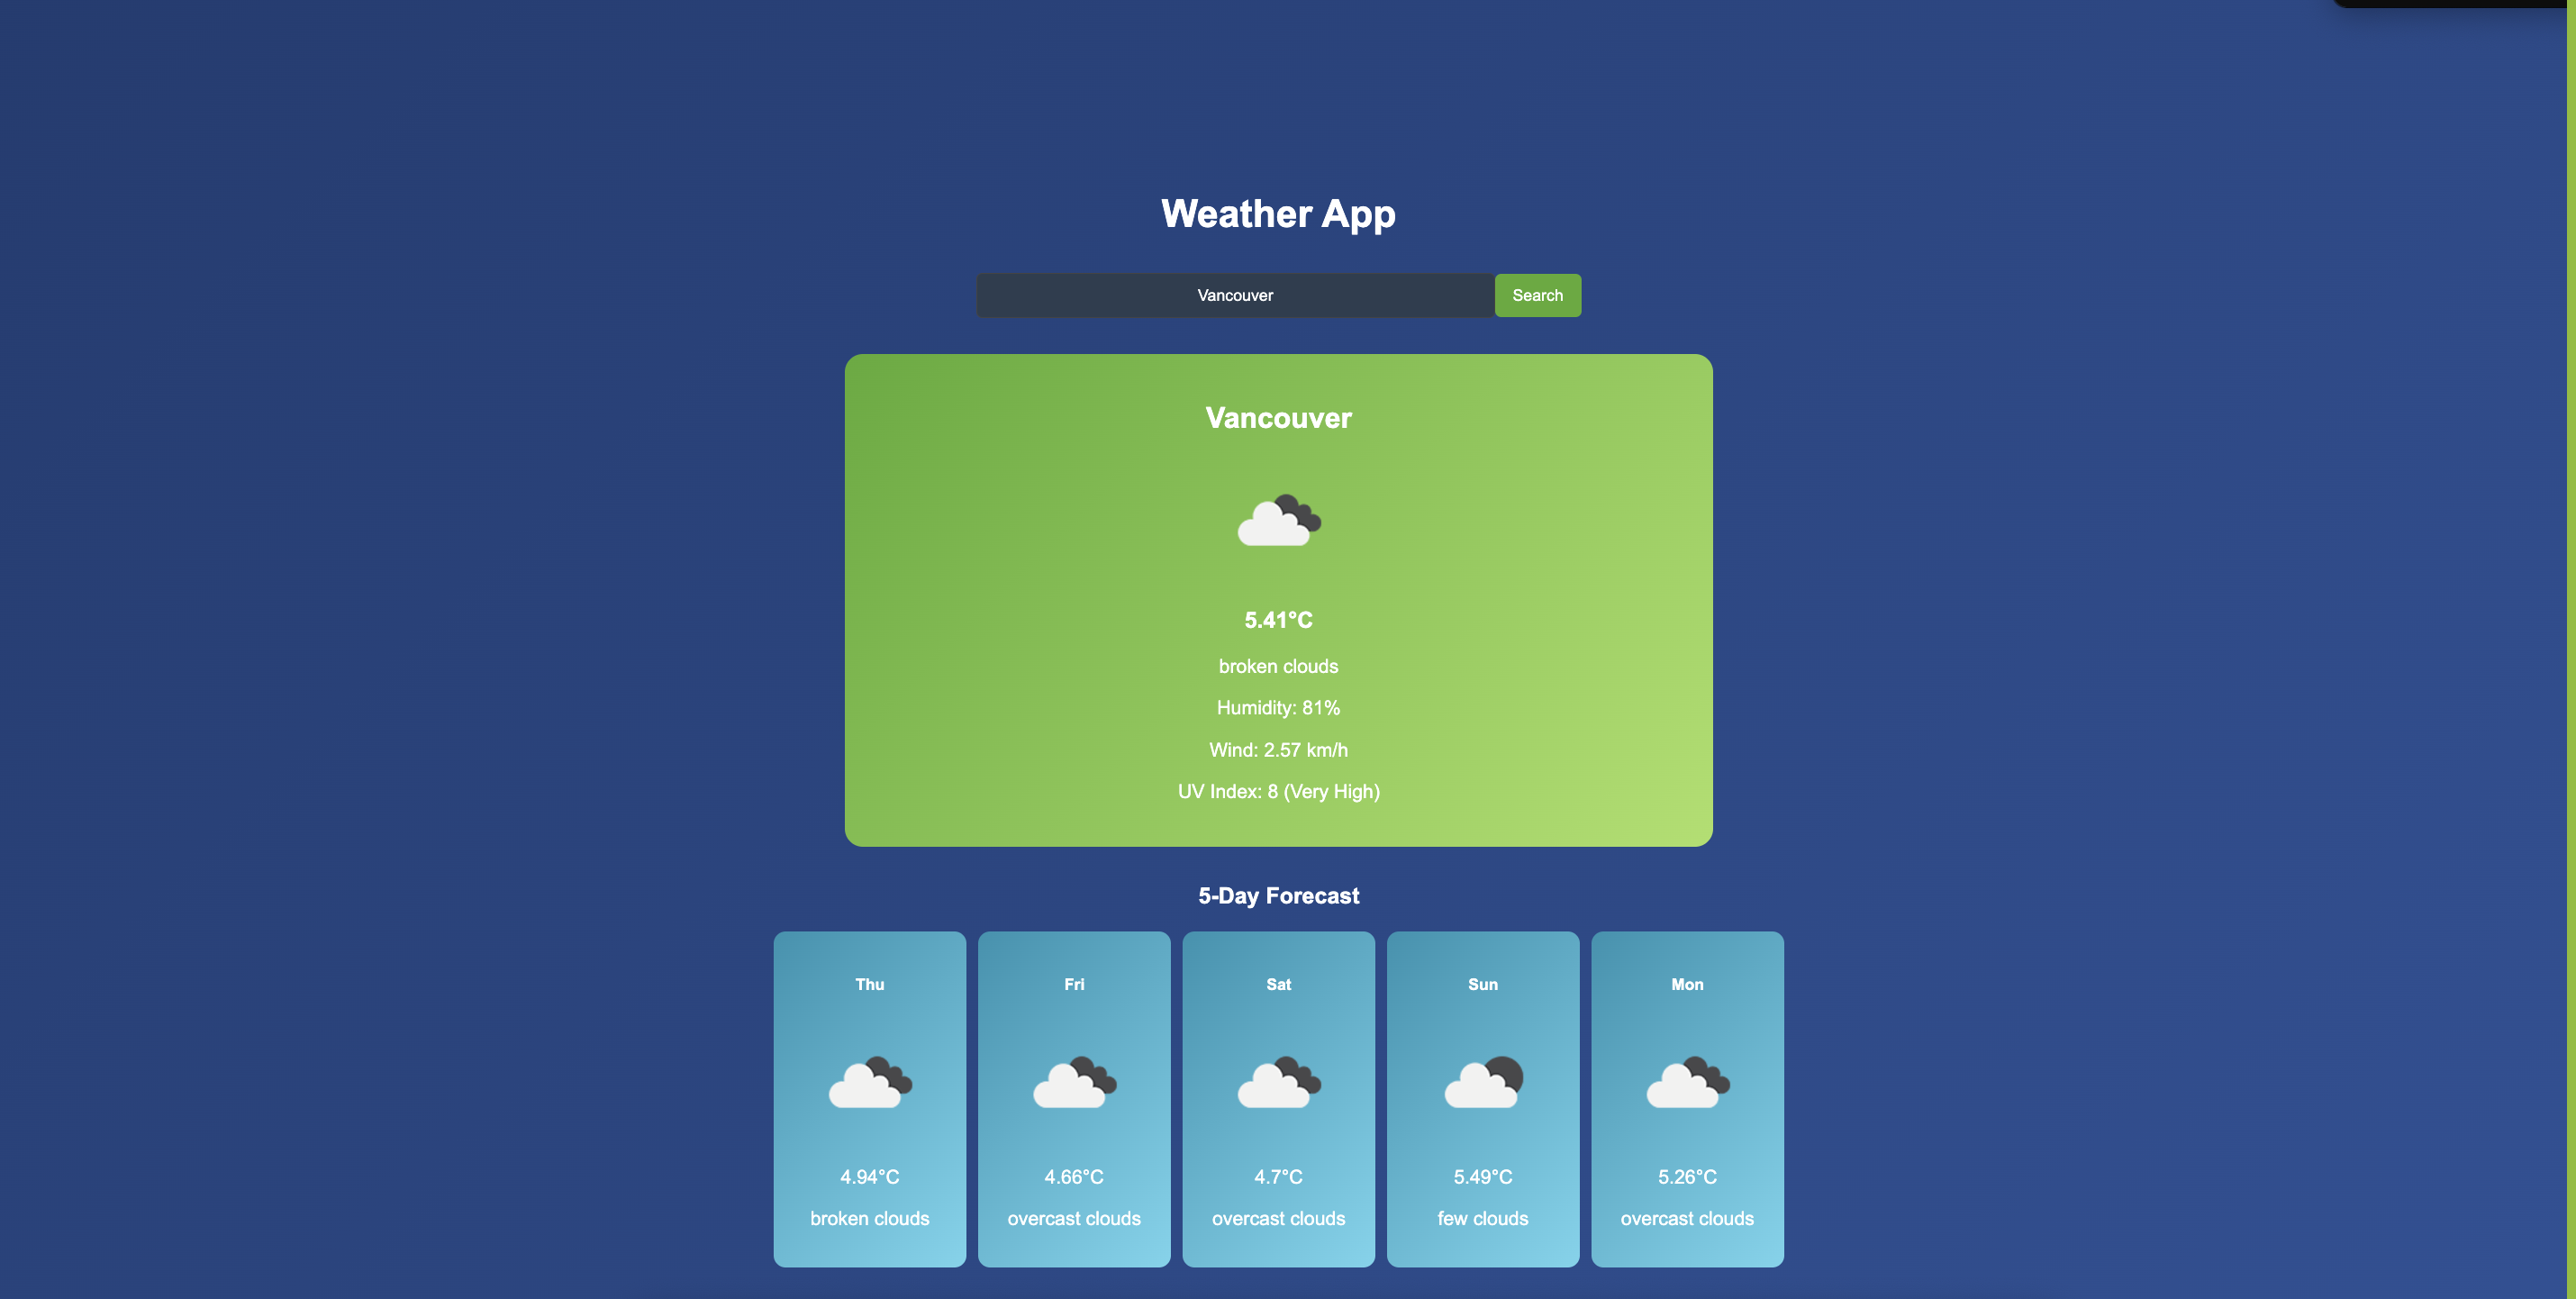 Weather App
Vancouver
Search
Vancouver
5.41°C
broken clouds
Humidity: 81%
Wind: 2.57 km/h
UV Index: 8 (Very High)
5-Day Forecast
Thu
4.94°C
broken clouds
Fri
4.66°C
overcast clouds
Sat
4.7°C
overcast clouds
Sun
5.49°C
few clouds
Mon
5.26°C
overcast clouds